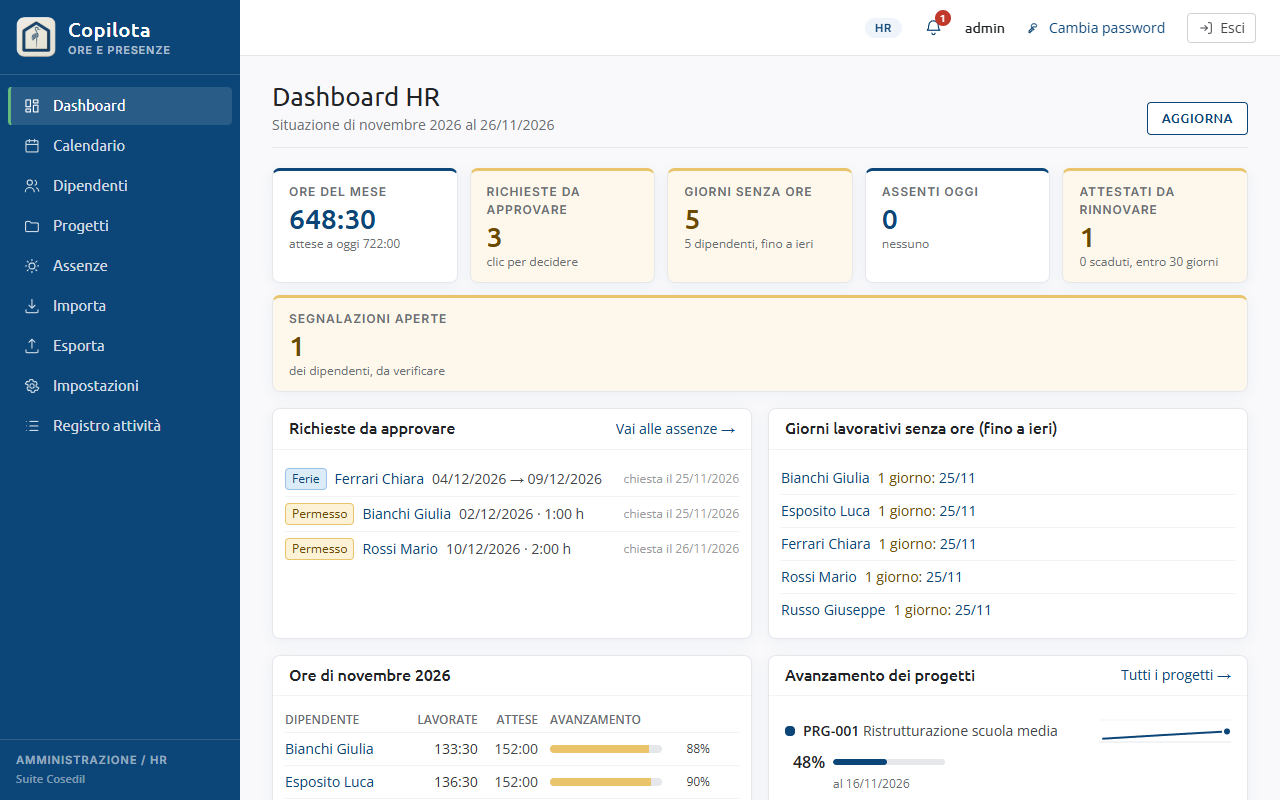 Copilota
ORE E PRESENZE
HR
1
admin
Cambia password
Esci
Dashboard
Calendario
Dipendenti
Progetti
Assenze
Importa
Esporta
Impostazioni
Registro attività
AMMINISTRAZIONE / HR
Suite Cosedil
Dashboard HR
Situazione di novembre 2026 al 26/11/2026
AGGIORNA
ORE DEL MESE
648:30
attese a oggi 722:00
RICHIESTE DA
APPROVARE
3
clic per decidere
GIORNI SENZA ORE
5
5 dipendenti, fino a ieri
ASSENTI OGGI
0
nessuno
ATTESTATI DA
RINNOVARE
1
0 scaduti, entro 30 giorni
SEGNALAZIONI APERTE
1
dei dipendenti, da verificare
Richieste da approvare
Vai alle assenze →
Ferie Ferrari Chiara 04/12/2026 → 09/12/2026 chiesta il 25/11/2026
Permesso Bianchi Giulia 02/12/2026 · 1:00 h chiesta il 25/11/2026
Permesso Rossi Mario 10/12/2026 · 2:00 h chiesta il 26/11/2026
Giorni lavorativi senza ore (fino a ieri)
Bianchi Giulia 1 giorno: 25/11
Esposito Luca 1 giorno: 25/11
Ferrari Chiara 1 giorno: 25/11
Rossi Mario 1 giorno: 25/11
Russo Giuseppe 1 giorno: 25/11
Ore di novembre 2026
DIPENDENTE LAVORATE ATTESE AVANZAMENTO
Bianchi Giulia 133:30 152:00 88%
Esposito Luca 136:30 152:00 90%
Avanzamento dei progetti
Tutti i progetti →
PRG-001 Ristrutturazione scuola media
48%
al 16/11/2026